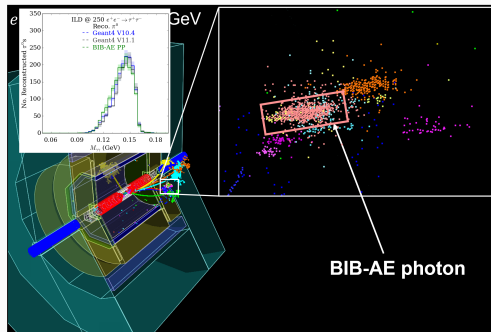 e
GeV
ILD @ 250 e⁺e⁻ → τ⁺τ⁻
Reco. π⁰
Geant4 V10.4
Geant4 V11.1
BIB-AE PP
No. Reconstructed π⁰'s
350
300
250
200
150
100
50
0
0.06 0.09 0.12 0.15 0.18
(GeV)
BIB-AE photon